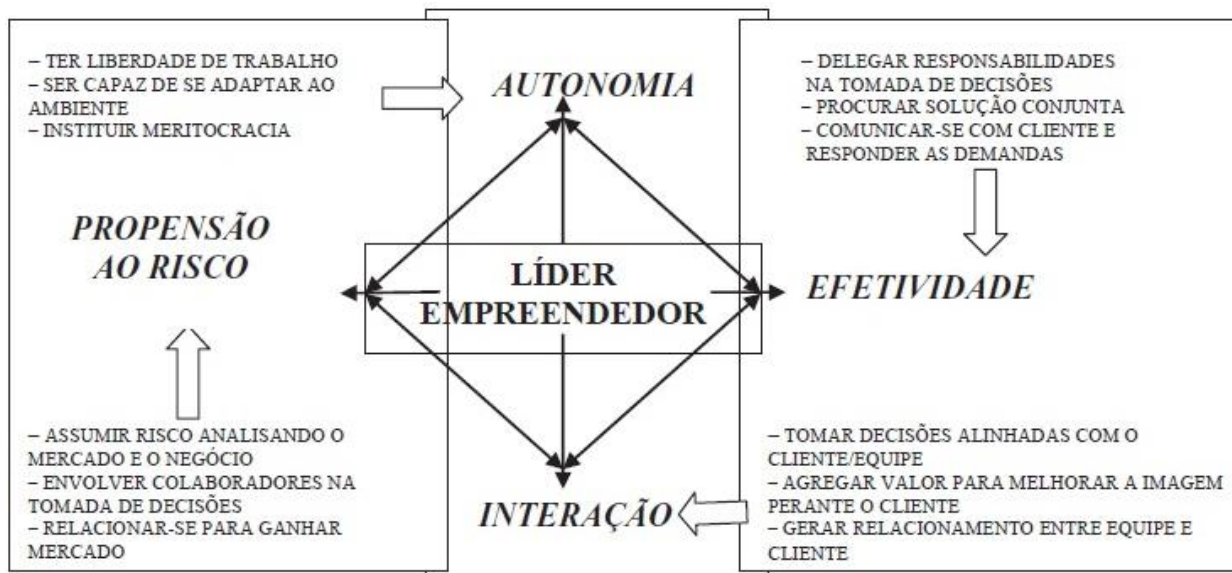 – TER LIBERDADE DE TRABALHO
– SER CAPAZ DE SE ADAPTAR AO
AMBIENTE
– INSTITUIR MERITOCRACIA
AUTONOMIA
– DELEGAR RESPONSABILIDADES
NA TOMADA DE DECISÕES
– PROCURAR SOLUÇÃO CONJUNTA
– COMUNICAR-SE COM CLIENTE E
RESPONDER AS DEMANDAS
PROPENSÃO
AO RISCO
LÍDER
EMPREENDEDOR
EFETIVIDADE
– ASSUMIR RISCO ANALISANDO O
MERCADO E O NEGÓCIO
– ENVOLVER COLABORADORES NA
TOMADA DE DECISÕES
– RELACIONAR-SE PARA GANHAR
MERCADO
INTERAÇÃO
– TOMAR DECISÕES ALINHADAS COM O
CLIENTE/EQUIPE
– AGREGAR VALOR PARA MELHORAR A IMAGEM
PERANTE O CLIENTE
– GERAR RELACIONAMENTO ENTRE EQUIPE E
CLIENTE